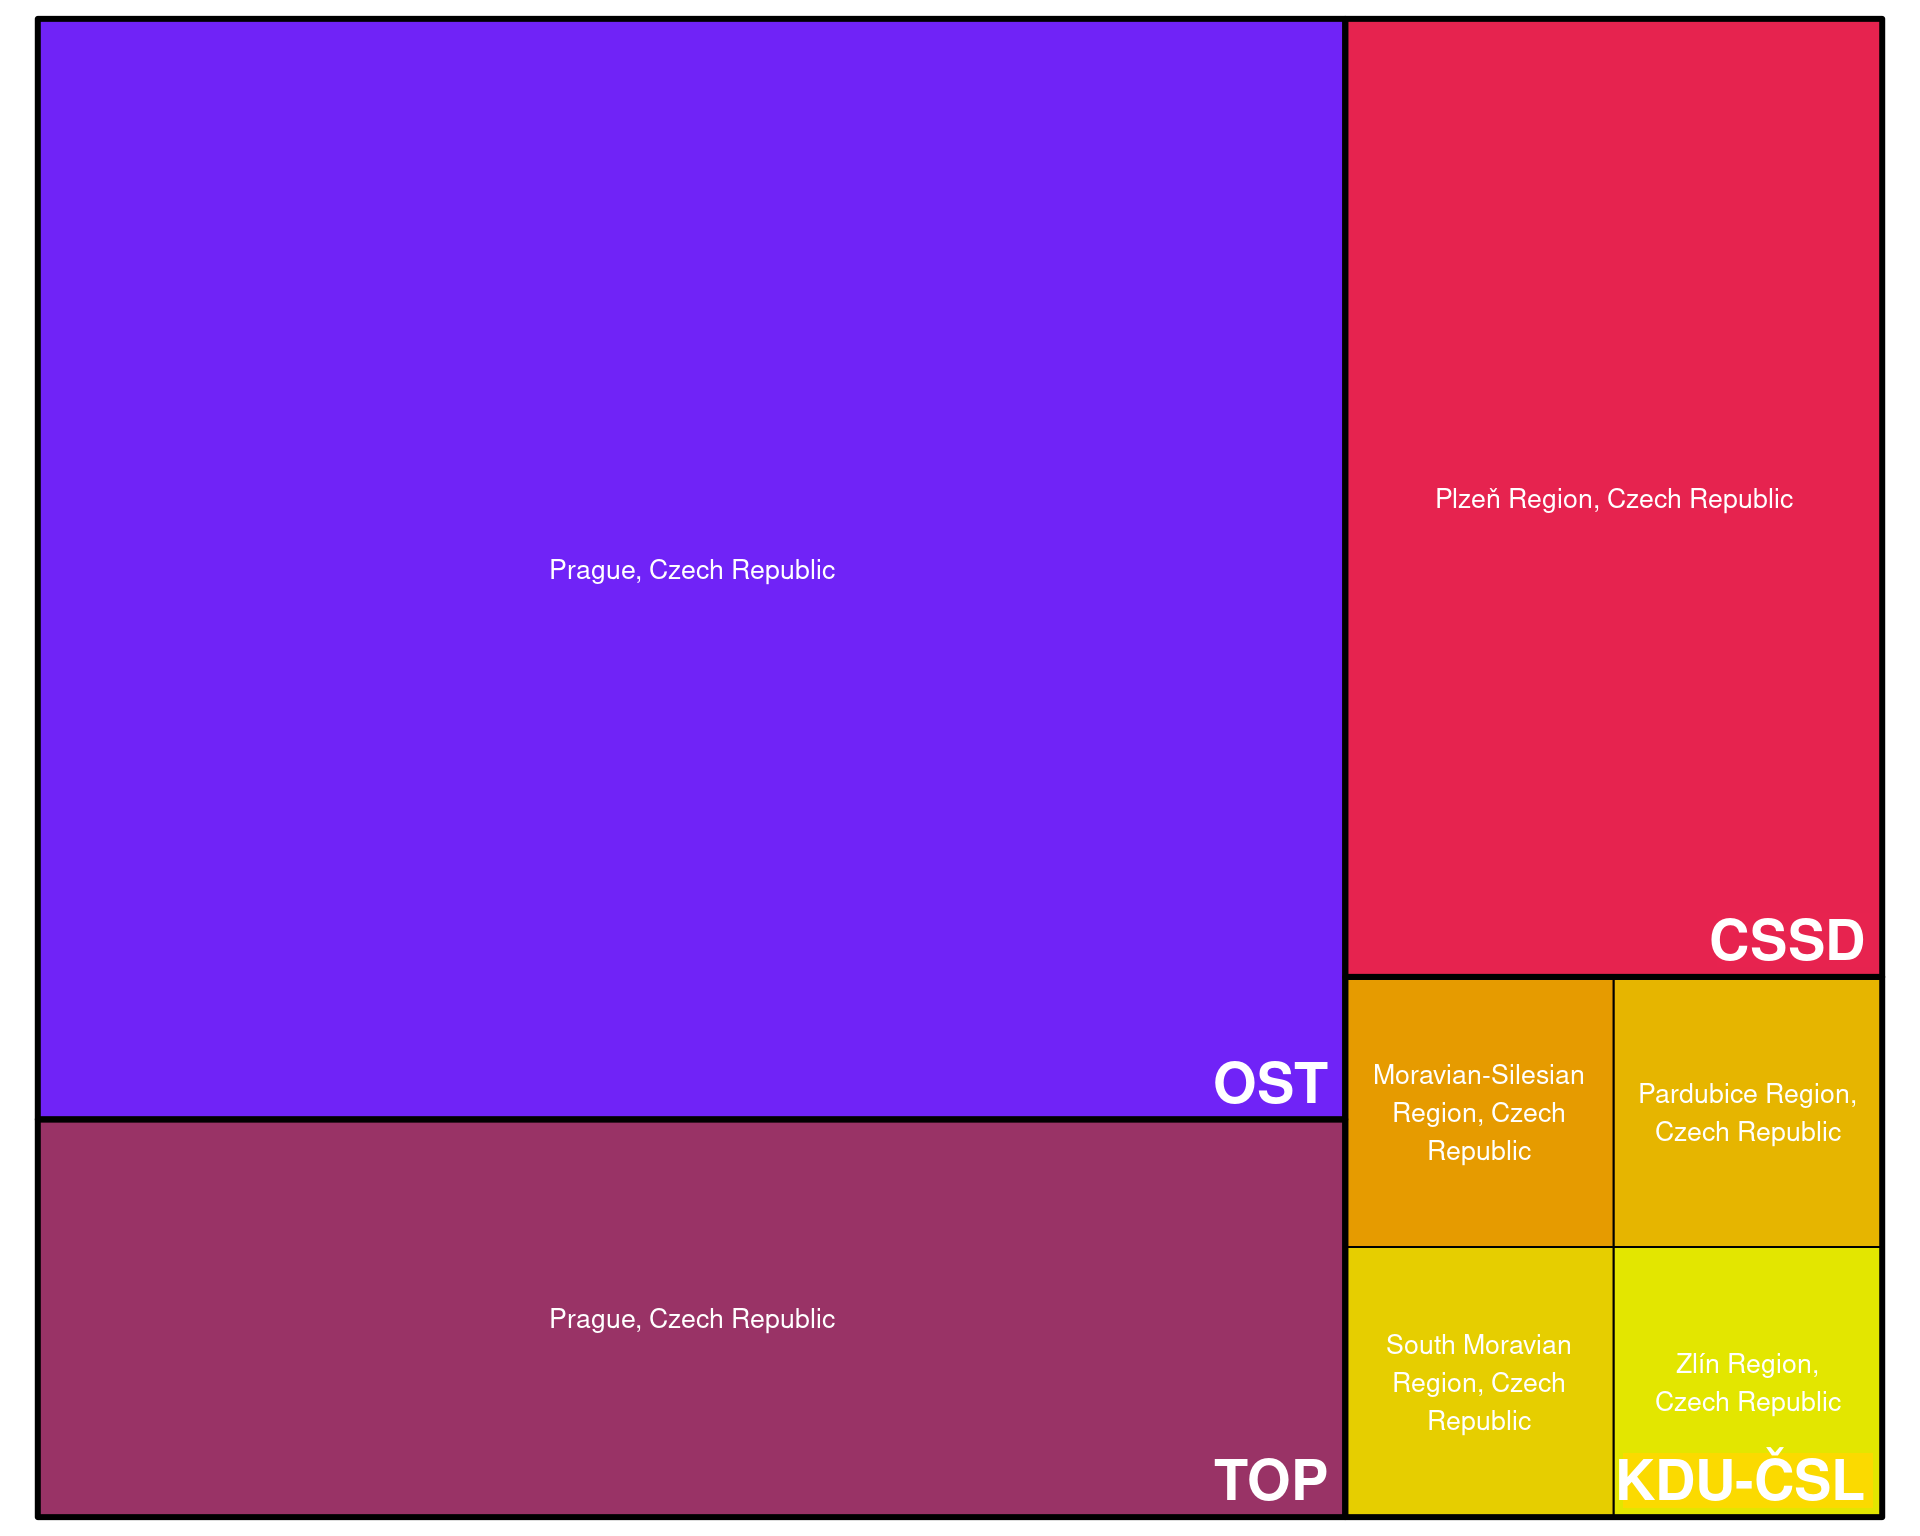 Prague, Czech Republic
OST
Prague, Czech Republic
TOP
Plzeň Region, Czech Republic
CSSD
Moravian-Silesian
Region, Czech
Republic
Pardubice Region,
Czech Republic
South Moravian
Region, Czech
Republic
Zlín Region,
Czech Republic
KDU-ČSL